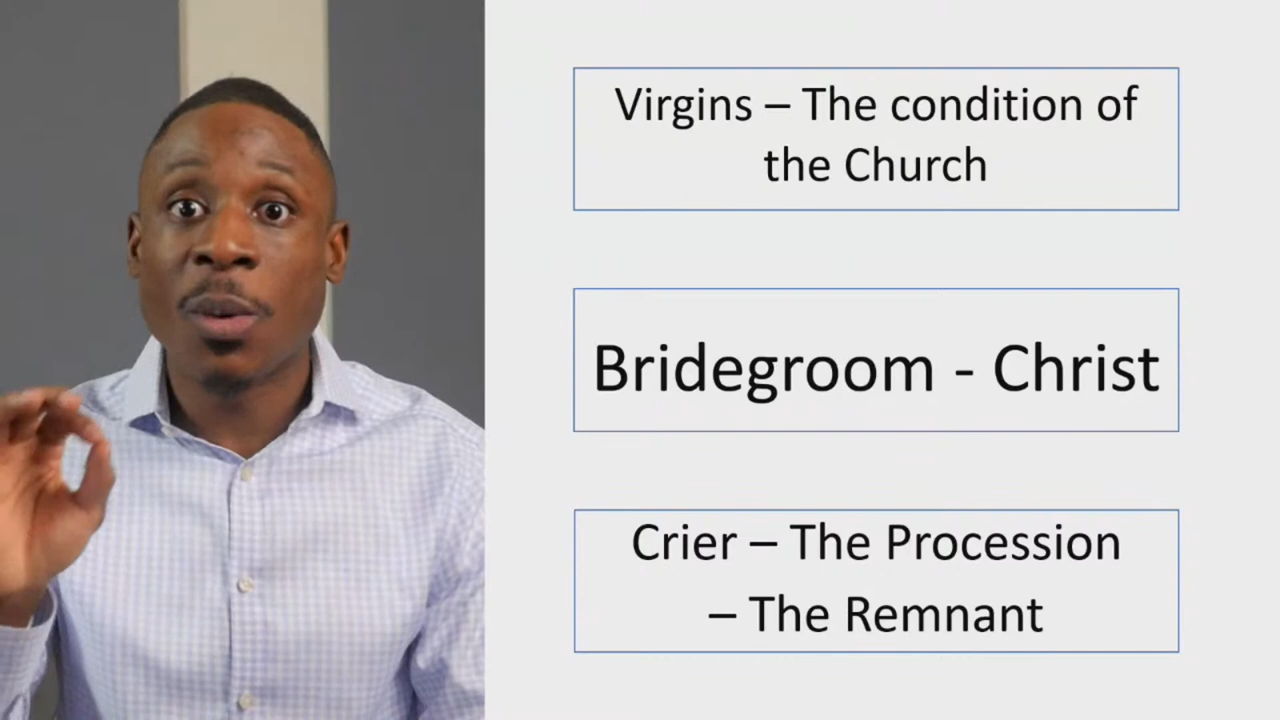 Virgins – The condition of
the Church
Bridegroom - Christ
Crier – The Procession
– The Remnant